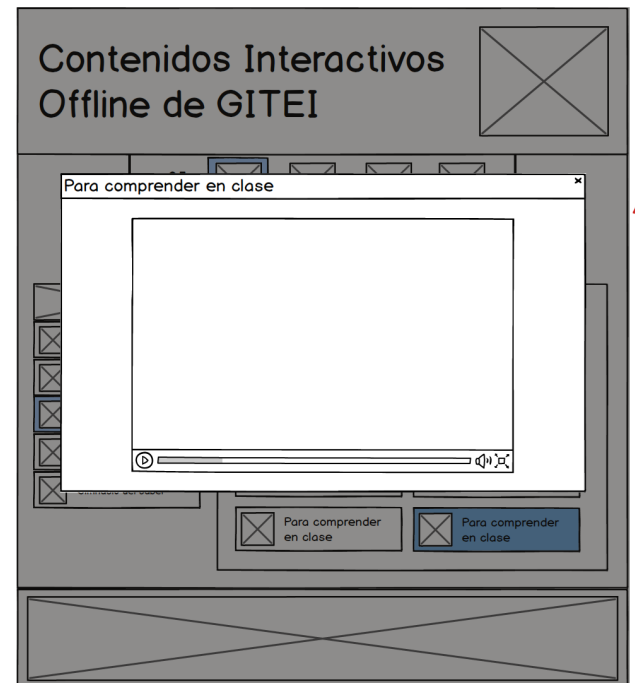 Contenidos Interactivos
Offline de GITEI
Para comprender en clase
×
Para comprender
en clase
Para comprender
en clase